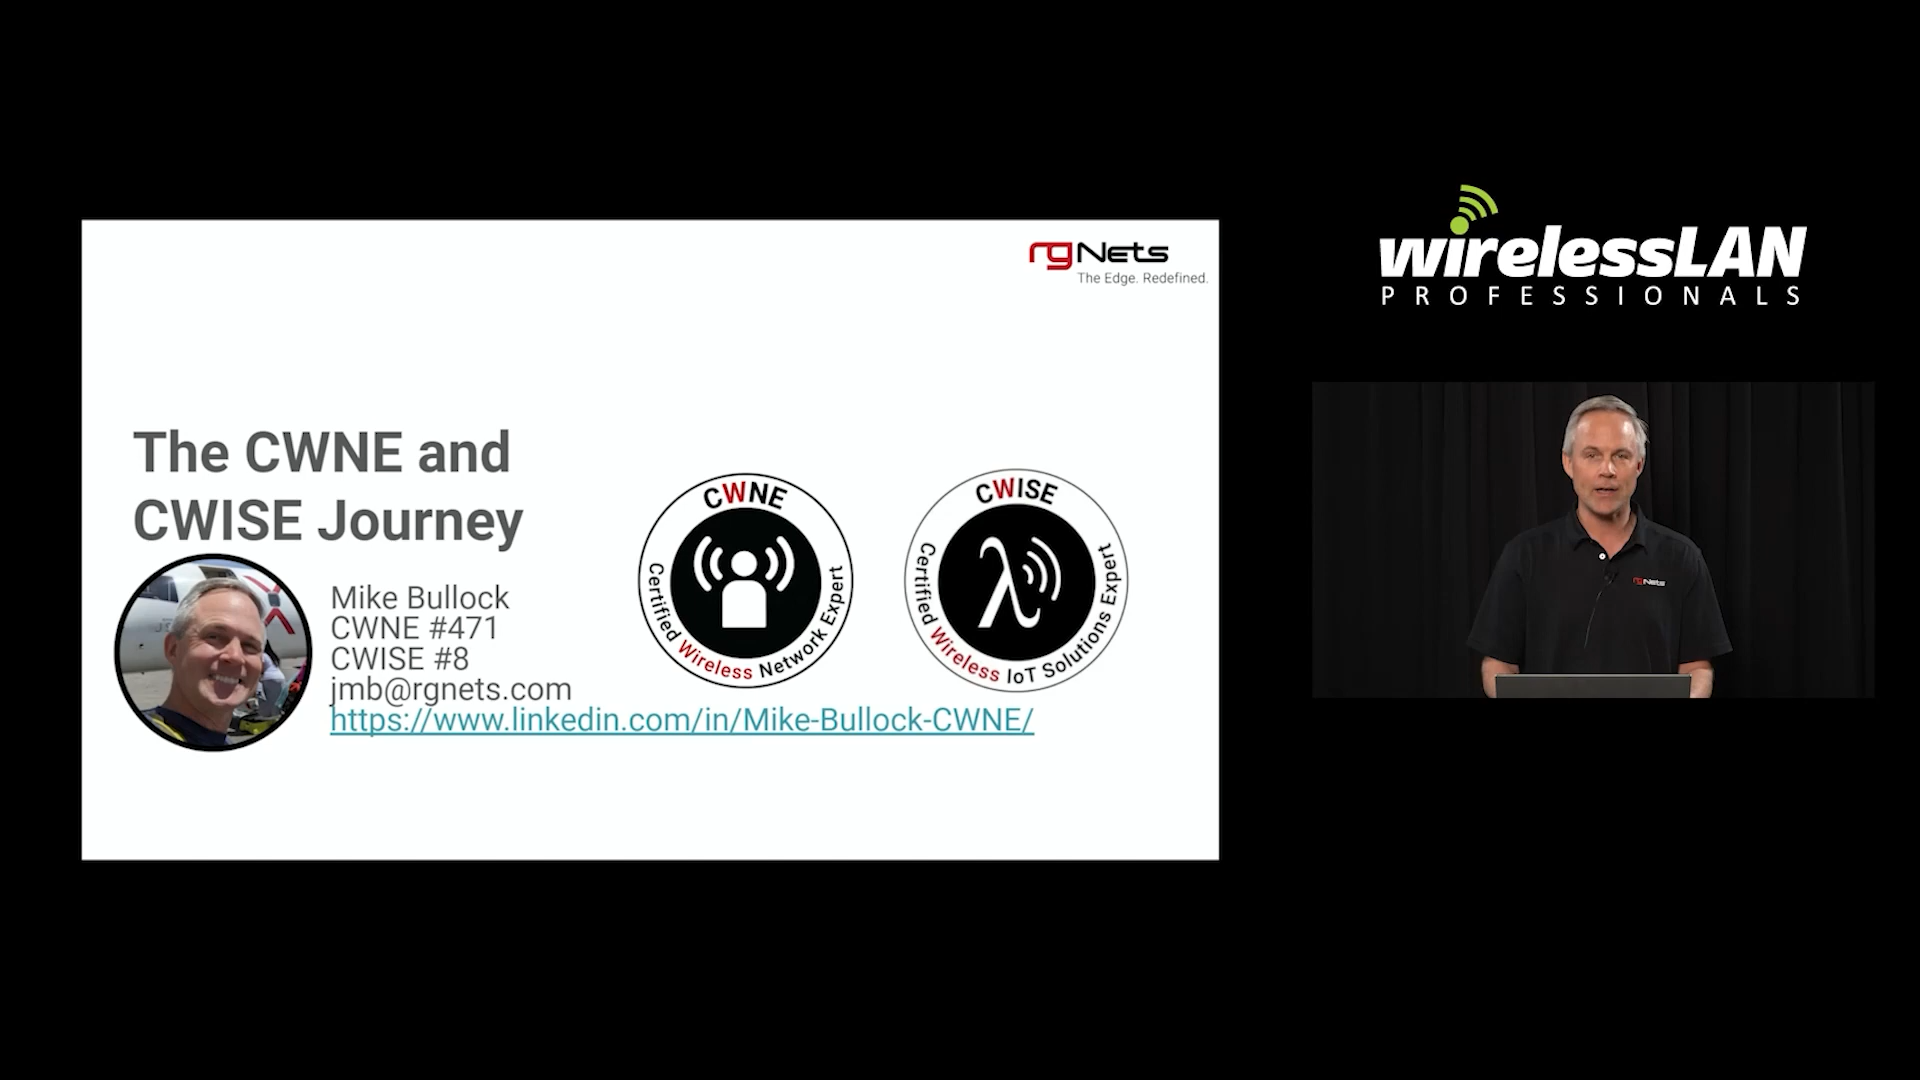 rgNets
The Edge. Redefined.
The CWNE and
CWISE Journey
Mike Bullock
CWNE #471
CWISE #8
jmb@rgnets.com
https://www.linkedin.com/in/Mike-Bullock-CWNE/
CWNE
Certified Wireless Network Expert
CWISE
λ
Certified Wireless IoT Solutions Expert
wirelessLAN
PROFESSIONALS
rgNets